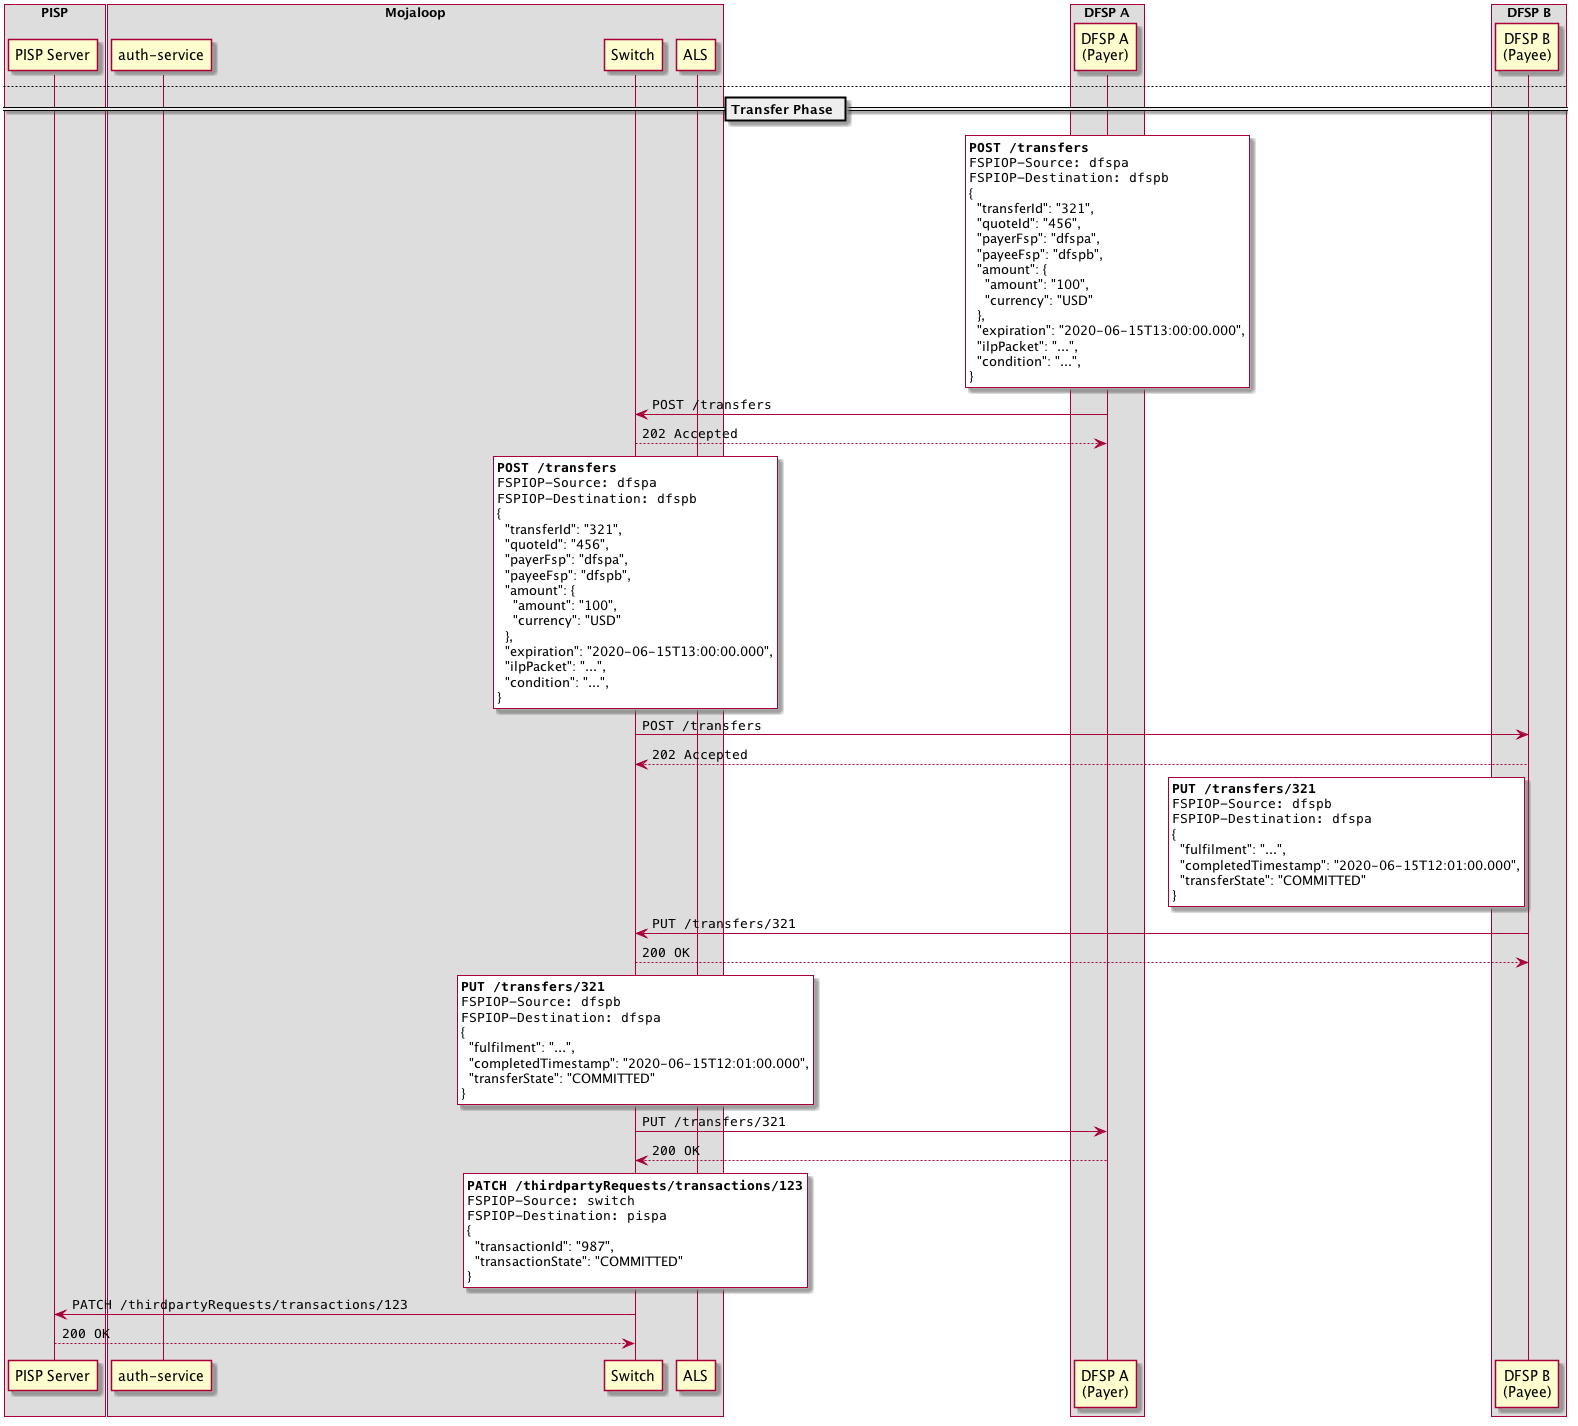 PISP
Mojaloop
DFSP A
DFSP B
PISP Server
auth-service
Switch
ALS
DFSP A
(Payer)
DFSP B
(Payee)
Transfer Phase
POST /transfers
FSPIOP-Source: dfspa
FSPIOP-Destination: dfspb
{
"transferId": "321",
"quoteId": "456",
"payerFsp": "dfspa",
"payeeFsp": "dfspb",
"amount": {
"amount": "100",
"currency": "USD"
},
"expiration": "2020-06-15T13:00:00.000",
"ilpPacket": "...",
"condition": "...",
}
POST /transfers
202 Accepted
POST /transfers
FSPIOP-Source: dfspa
FSPIOP-Destination: dfspb
{
"transferId": "321",
"quoteId": "456",
"payerFsp": "dfspa",
"payeeFsp": "dfspb",
"amount": {
"amount": "100",
"currency": "USD"
},
"expiration": "2020-06-15T13:00:00.000",
"ilpPacket": "...",
"condition": "...",
}
POST /transfers
202 Accepted
PUT /transfers/321
FSPIOP-Source: dfspb
FSPIOP-Destination: dfspa
{
"fulfilment": "...",
"completedTimestamp": "2020-06-15T12:01:00.000",
"transferState": "COMMITTED"
}
PUT /transfers/321
200 OK
PUT /transfers/321
FSPIOP-Source: dfspb
FSPIOP-Destination: dfspa
{
"fulfilment": "...",
"completedTimestamp": "2020-06-15T12:01:00.000",
"transferState": "COMMITTED"
}
PUT /transfers/321
200 OK
PATCH /thirdpartyRequests/transactions/123
FSPIOP-Source: switch
FSPIOP-Destination: pispa
{
"transactionId": "987",
"transactionState": "COMMITTED"
}
PATCH /thirdpartyRequests/transactions/123
200 OK
PISP Server
auth-service
Switch
ALS
DFSP A
(Payer)
DFSP B
(Payee)